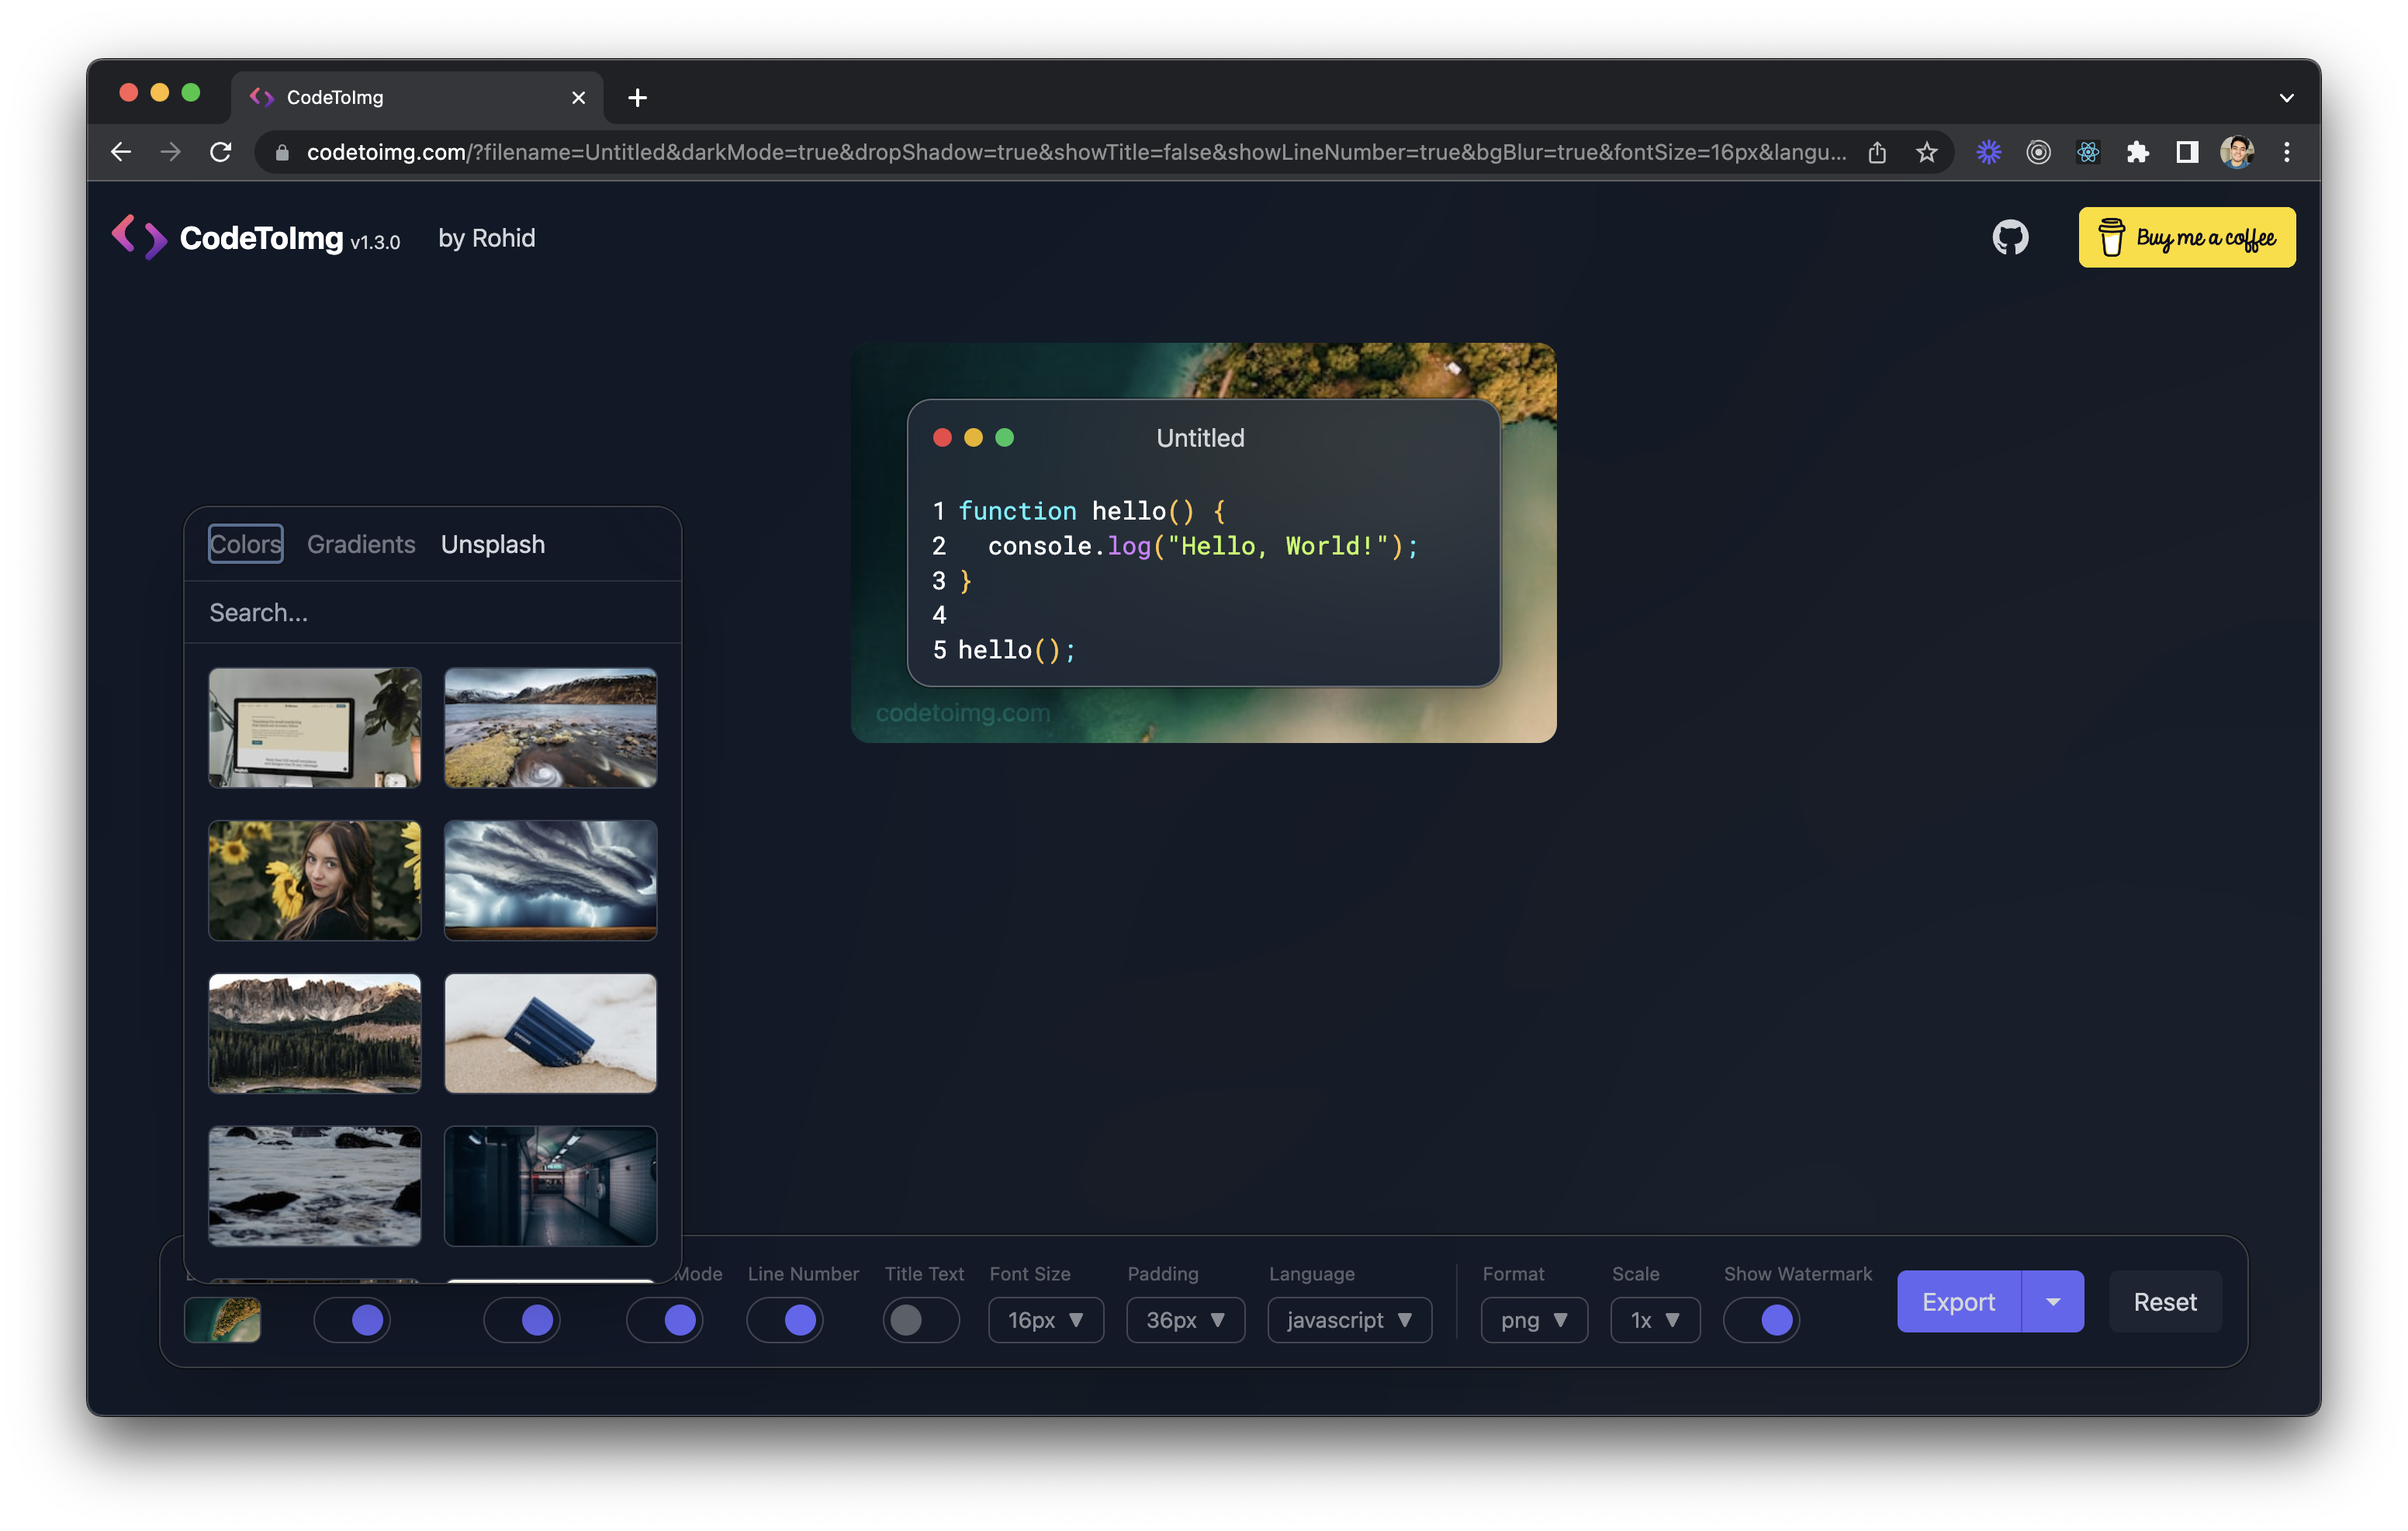 CodeToImg
codetoimg.com/?filename=Untitled&darkMode=true&dropShadow=true&showTitle=false&showLineNumber=true&bgBlur=true&fontSize=16px&langu...
CodeToImg v1.3.0 by Rohid
Buy me a coffee
Untitled
1 function hello() {
2   console.log("Hello, World!");
3 }
4
5 hello();
codetoimg.com
Colors Gradients Unsplash
Search...
Mode Line Number Title Text Font Size Padding Language Format Scale Show Watermark
16px ▼ 36px ▼ javascript ▼ png ▼ 1x ▼ Export Reset